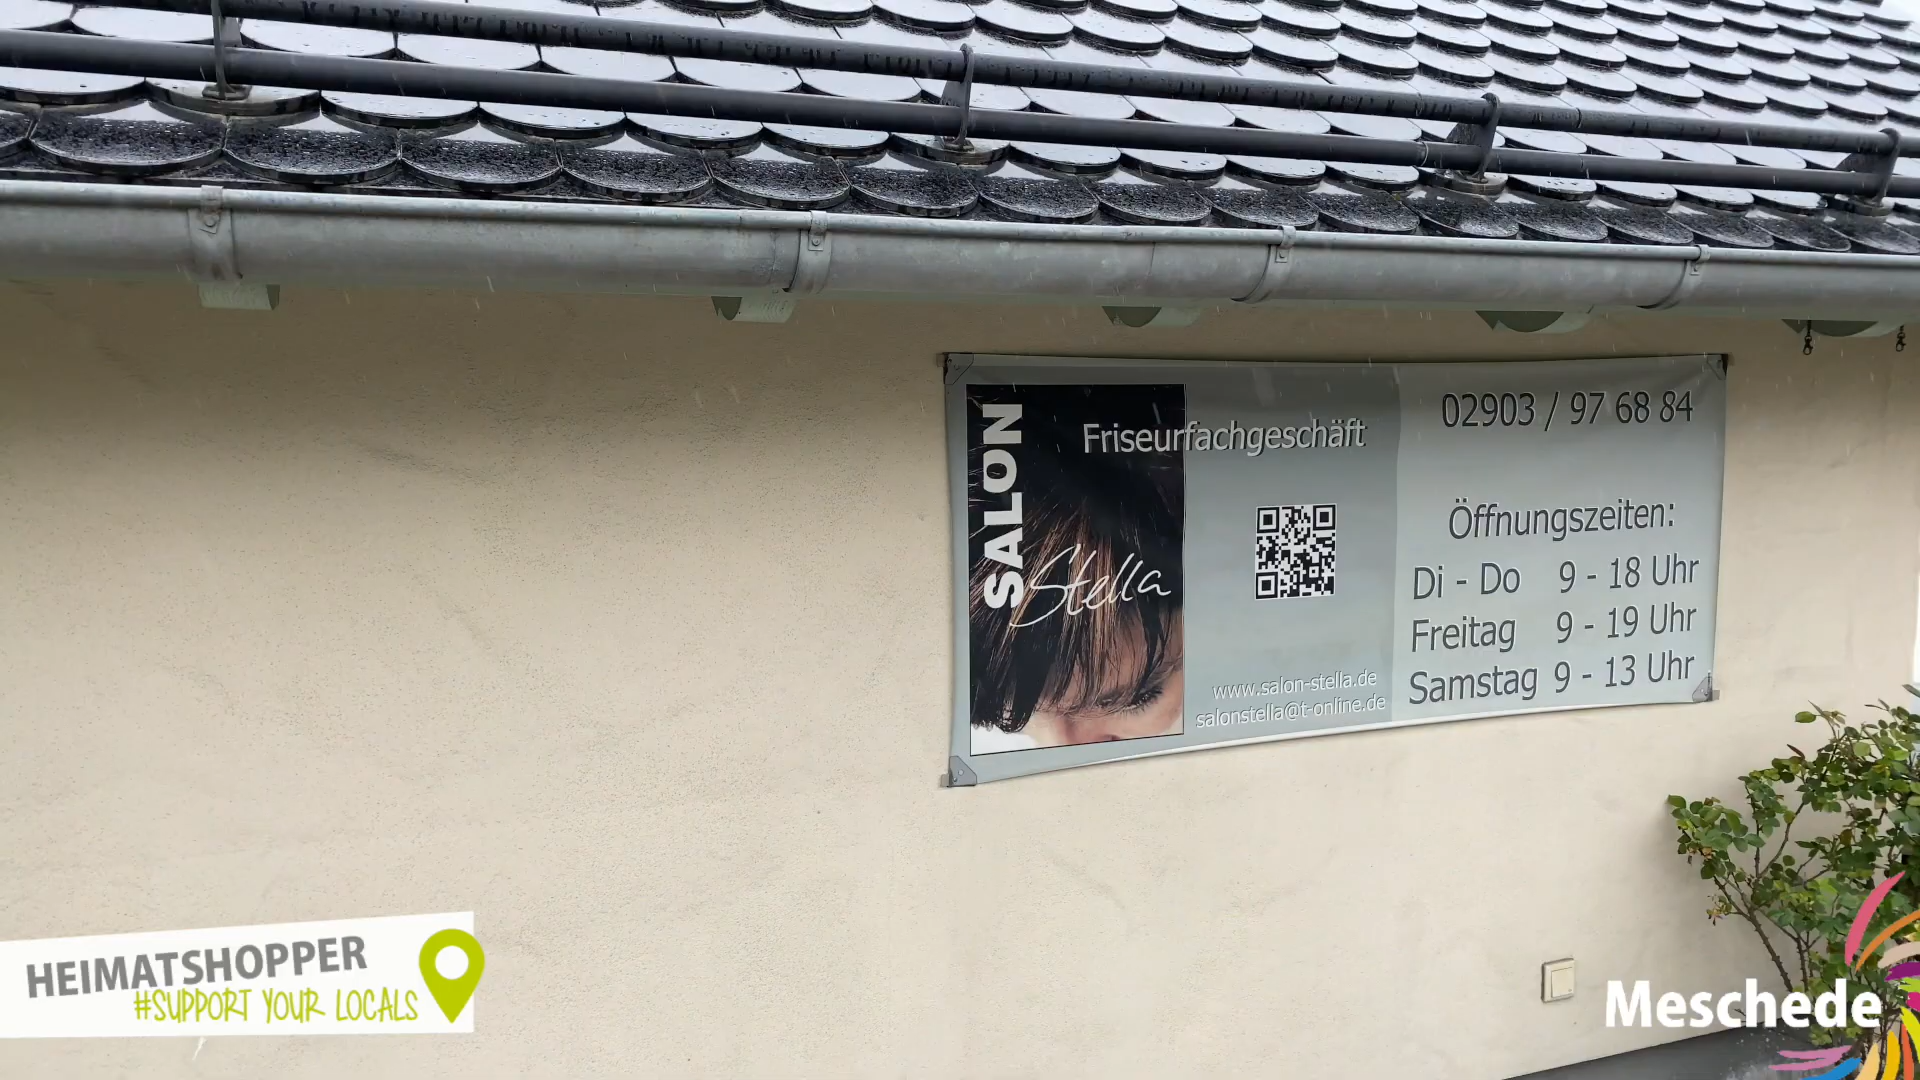 SALON
Stella
Friseurfachgeschäft
www.salon-stella.de
salonstella@t-online.de
02903 / 97 68 84
Öffnungszeiten:
Di - Do 9 - 18 Uhr
Freitag 9 - 19 Uhr
Samstag 9 - 13 Uhr
HEIMATSHOPPER
#SUPPORT YOUR LOCALS
Meschede